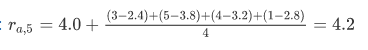 : r_{a,5} = 4.0 + \frac{(3−2.4)+(5−3.8)+(4−3.2)+(1−2.8)}{4} = 4.2